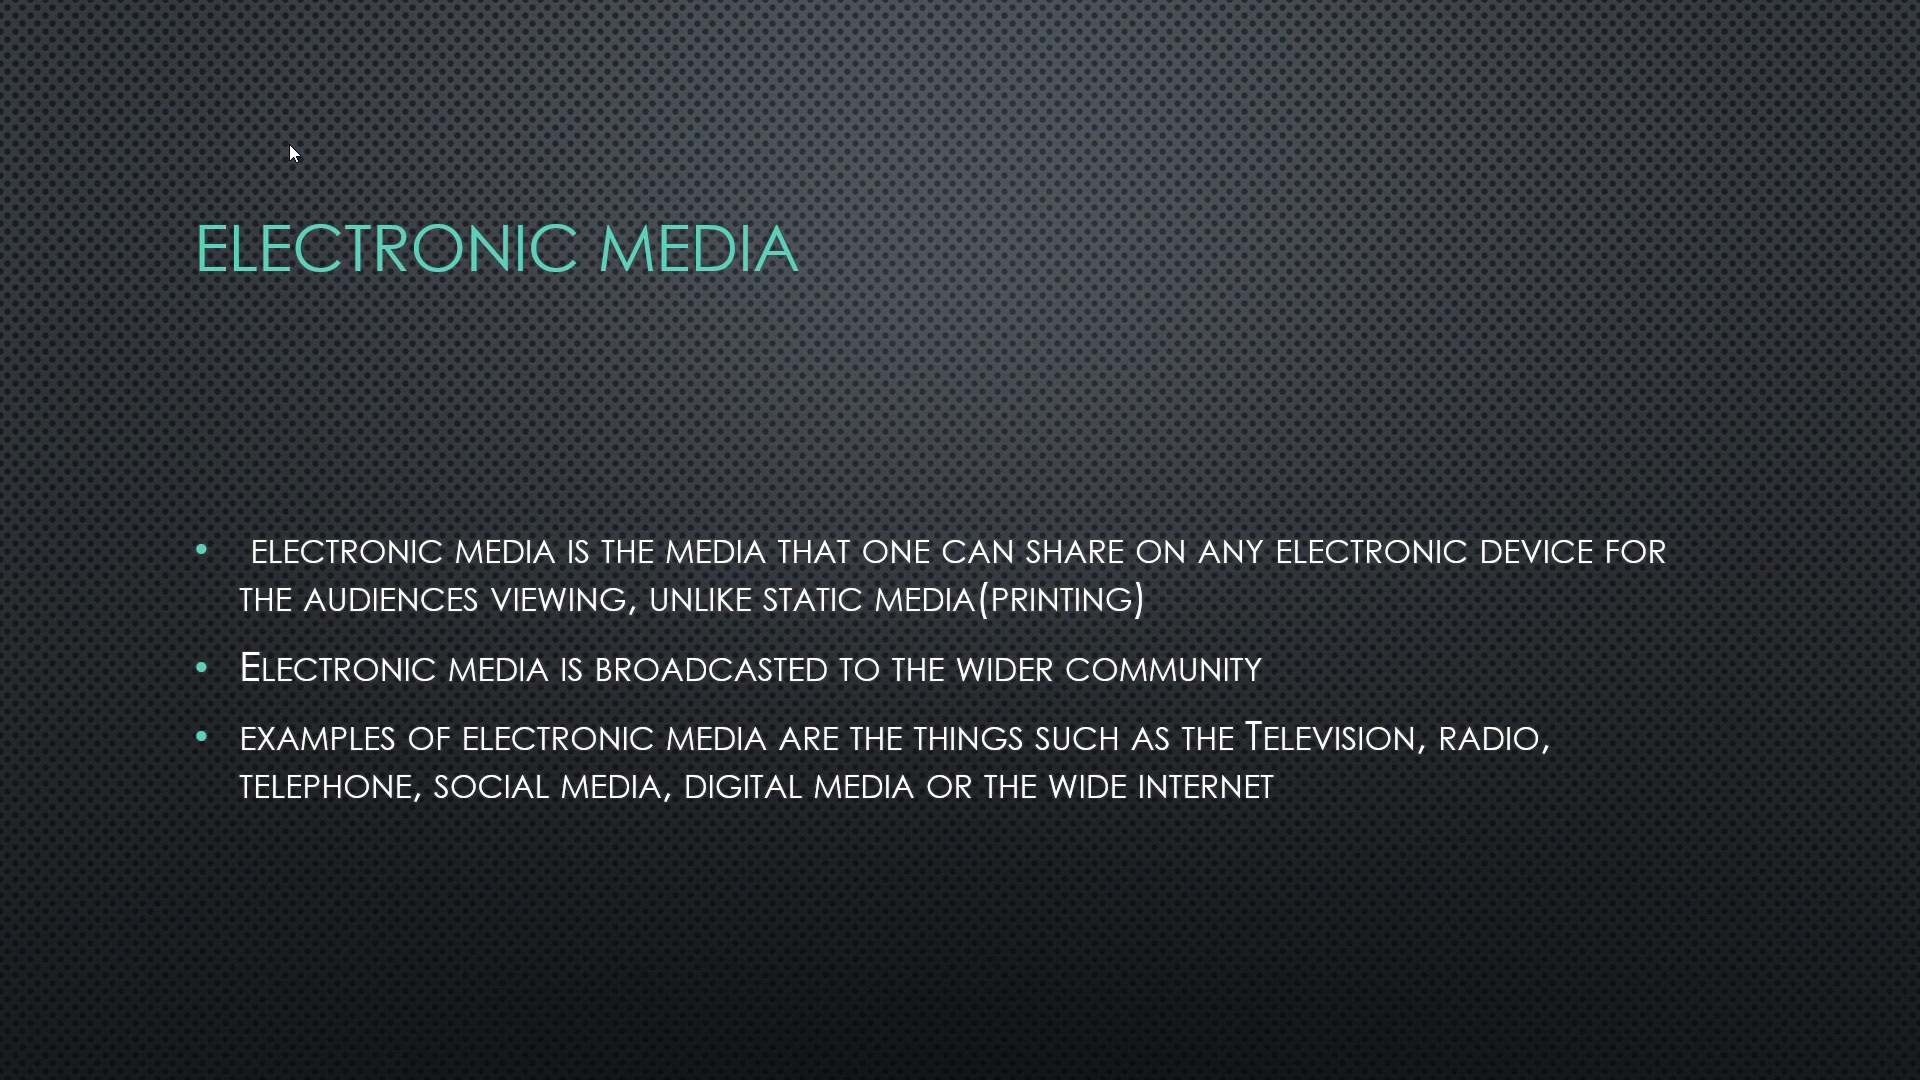 ELECTRONIC MEDIA
• ELECTRONIC MEDIA IS THE MEDIA THAT ONE CAN SHARE ON ANY ELECTRONIC DEVICE FOR
THE AUDIENCES VIEWING, UNLIKE STATIC MEDIA(PRINTING)
• ELECTRONIC MEDIA IS BROADCASTED TO THE WIDER COMMUNITY
• EXAMPLES OF ELECTRONIC MEDIA ARE THE THINGS SUCH AS THE TELEVISION, RADIO,
TELEPHONE, SOCIAL MEDIA, DIGITAL MEDIA OR THE WIDE INTERNET